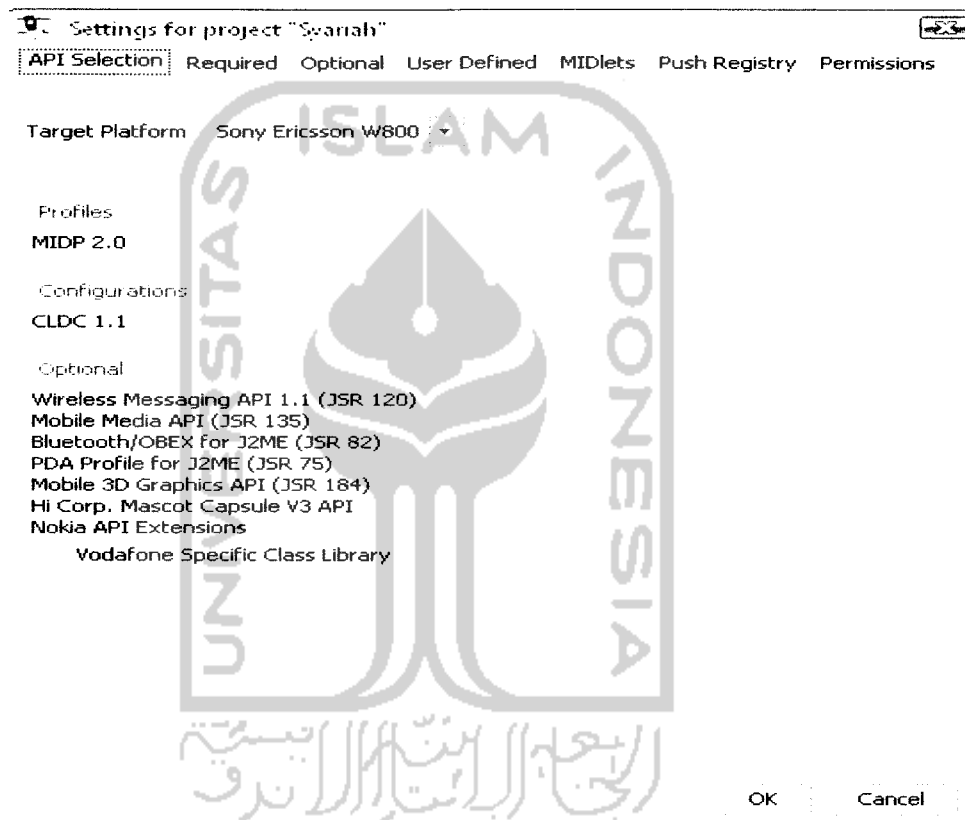 Settings for project "Syariah"
API Selection Required Optional User Defined MIDlets Push Registry Permissions
Target Platform Sony Ericsson W800
Profiles
MIDP 2.0
Configurations
CLDC 1.1
Optional
Wireless Messaging API 1.1 (JSR 120)
Mobile Media API (JSR 135)
Bluetooth/OBEX for J2ME (JSR 82)
PDA Profile for J2ME (JSR 75)
Mobile 3D Graphics API (JSR 184)
Hi Corp. Mascot Capsule V3 API
Nokia API Extensions
Vodafone Specific Class Library
OK Cancel
UNIVERSITAS
ISLAM
INDONESIA